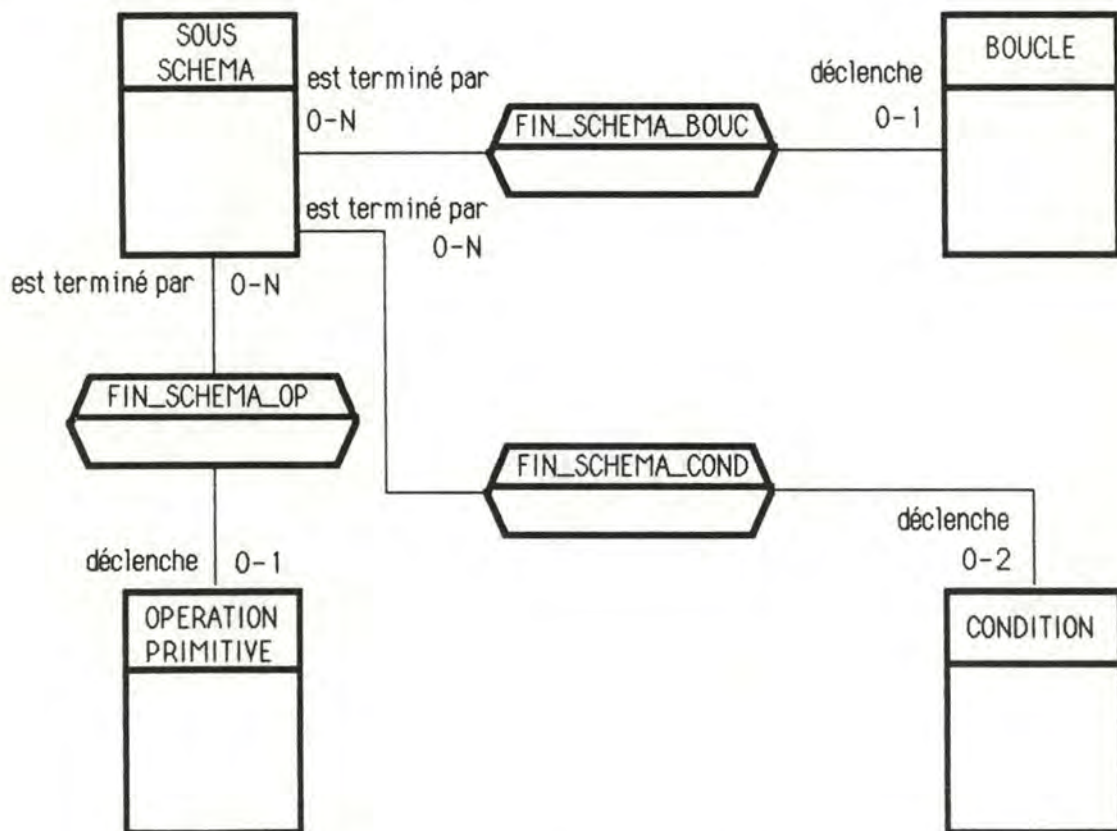 SOUS
SCHEMA
BOUCLE
est terminé par
0-N
FIN_SCHEMA_BOUC
déclenche
0-1
est terminé par
0-N
est terminé par
0-N
FIN_SCHEMA_OP
FIN_SCHEMA_COND
déclenche
0-1
déclenche
0-2
OPERATION
PRIMITIVE
CONDITION